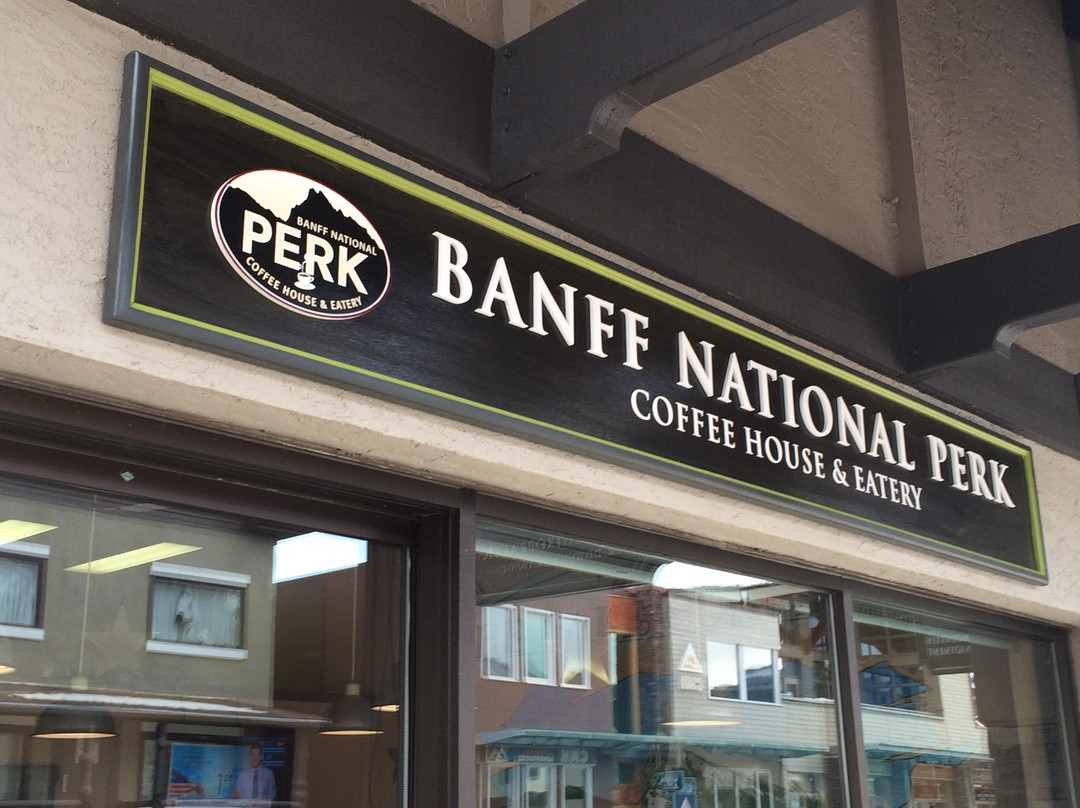 BANFF NATIONAL
PERK
COFFEE HOUSE & EATERY
BANFF NATIONAL PERK
COFFEE HOUSE & EATERY